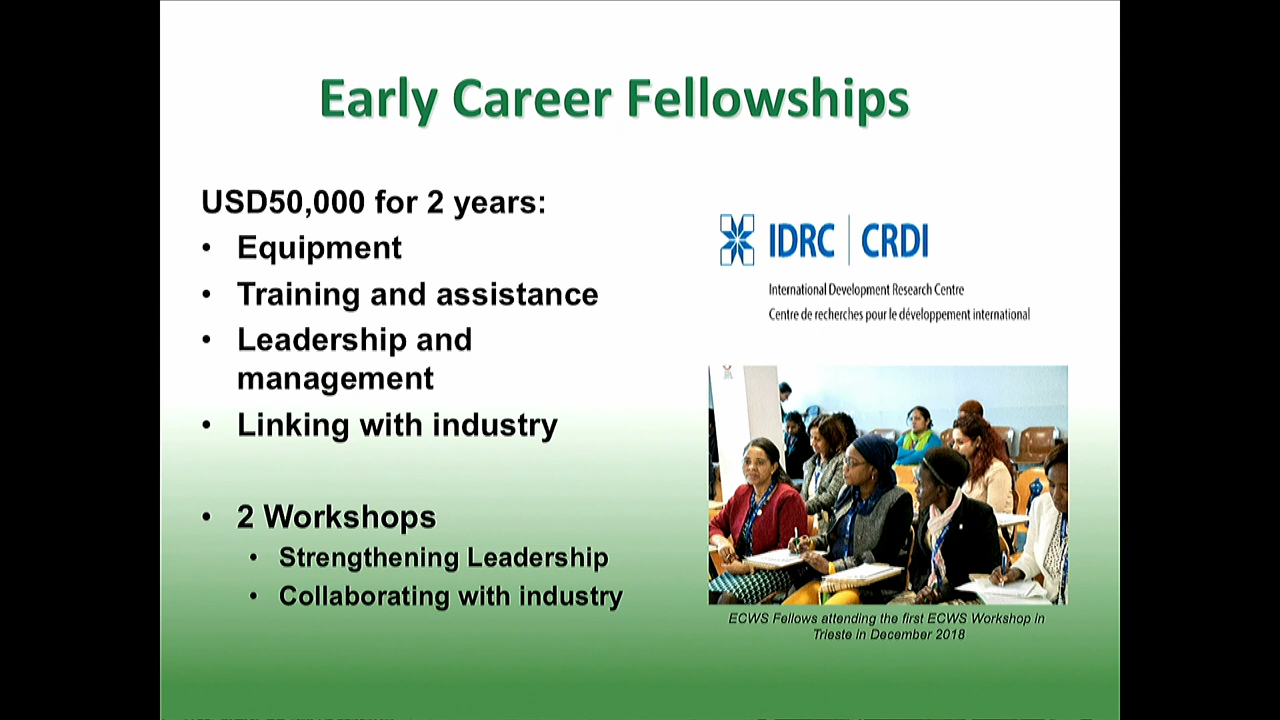 Early Career Fellowships
USD50,000 for 2 years:
• Equipment
• Training and assistance
• Leadership and
management
• Linking with industry
• 2 Workshops
• Strengthening Leadership
• Collaborating with industry
IDRC | CRDI
International Development Research Centre
Centre de recherches pour le développement international
ECWS Fellows attending the first ECWS Workshop in
Trieste in December 2018